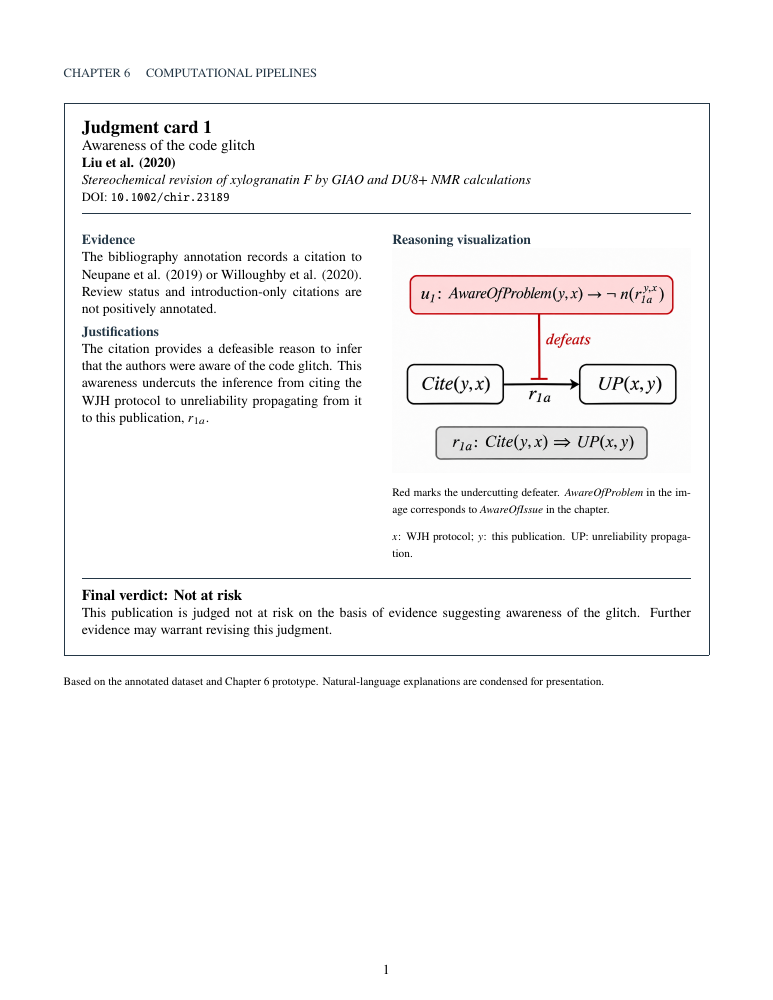 CHAPTER 6 COMPUTATIONAL PIPELINES
Judgment card 1
Awareness of the code glitch
Liu et al. (2020)
Stereochemical revision of xylogranatin F by GIAO and DU8+ NMR calculations
DOI: 10.1002/chir.23189
Evidence
The bibliography annotation records a citation to
Neupane et al. (2019) or Willoughby et al. (2020).
Review status and introduction-only citations are
not positively annotated.
Justifications
The citation provides a defeasible reason to infer
that the authors were aware of the code glitch. This
awareness undercuts the inference from citing the
WJH protocol to unreliability propagating from it
to this publication, r1a.
Reasoning visualization
u1: AwareOfProblem(y,x) → ¬ n(r1a^y,x)
defeats
Cite(y,x)
r1a
UP(x,y)
r1a: Cite(y,x) ⇒ UP(x,y)
Red marks the undercutting defeater. AwareOfProblem in the im-
age corresponds to AwareOfIssue in the chapter.
x: WJH protocol; y: this publication. UP: unreliability propaga-
tion.
Final verdict: Not at risk
This publication is judged not at risk on the basis of evidence suggesting awareness of the glitch. Further
evidence may warrant revising this judgment.
Based on the annotated dataset and Chapter 6 prototype. Natural-language explanations are condensed for presentation.
1